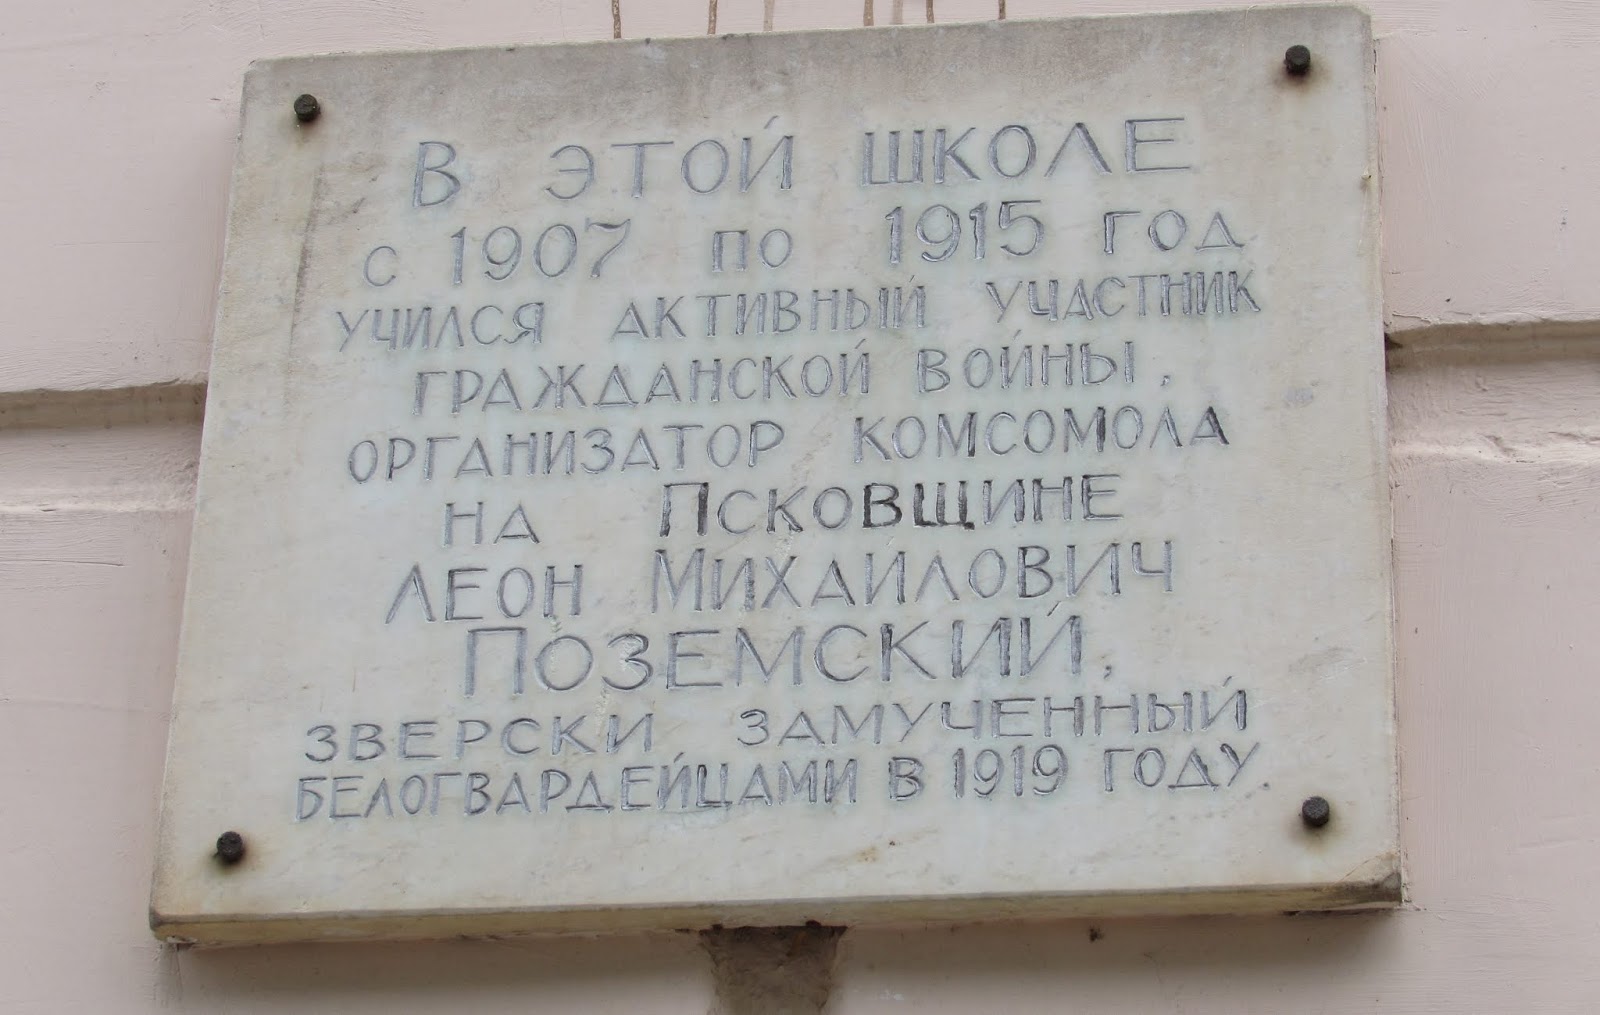 В ЭТОЙ ШКОЛЕ
С 1907 ПО 1915 ГОД
УЧИЛСЯ АКТИВНЫЙ УЧАСТНИК
ГРАЖДАНСКОЙ ВОЙНЫ,
ОРГАНИЗАТОР КОМСОМОЛА
НА ПСКОВЩИНЕ
ЛЕОН МИХАИЛОВИЧ
ПОЗЕМСКИЙ,
ЗВЕРСКИ ЗАМУЧЕННЫЙ
БЕЛОГВАРДЕЙЦАМИ В 1919 ГОДУ.